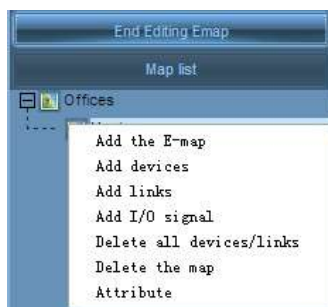 End Editing Emap
Map list
Offices
Add the E-map
Add devices
Add links
Add I/O signal
Delete all devices/links
Delete the map
Attribute